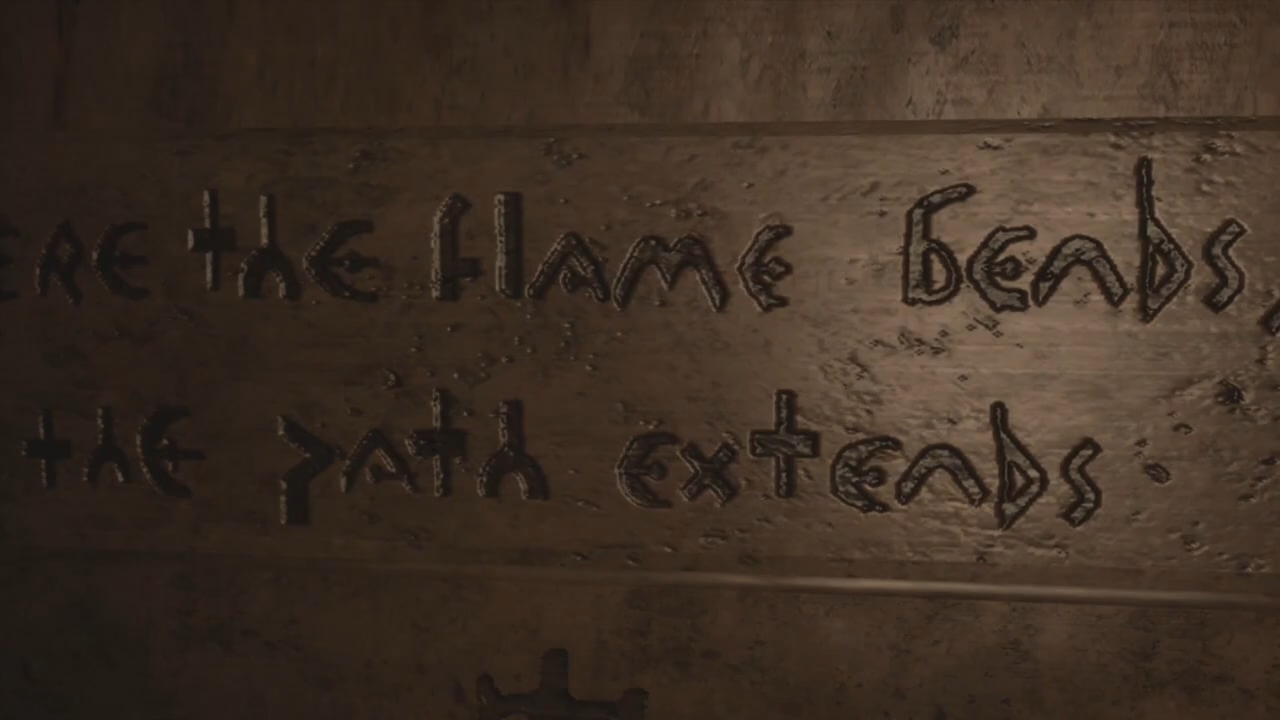 the flame bends,
the path extends.